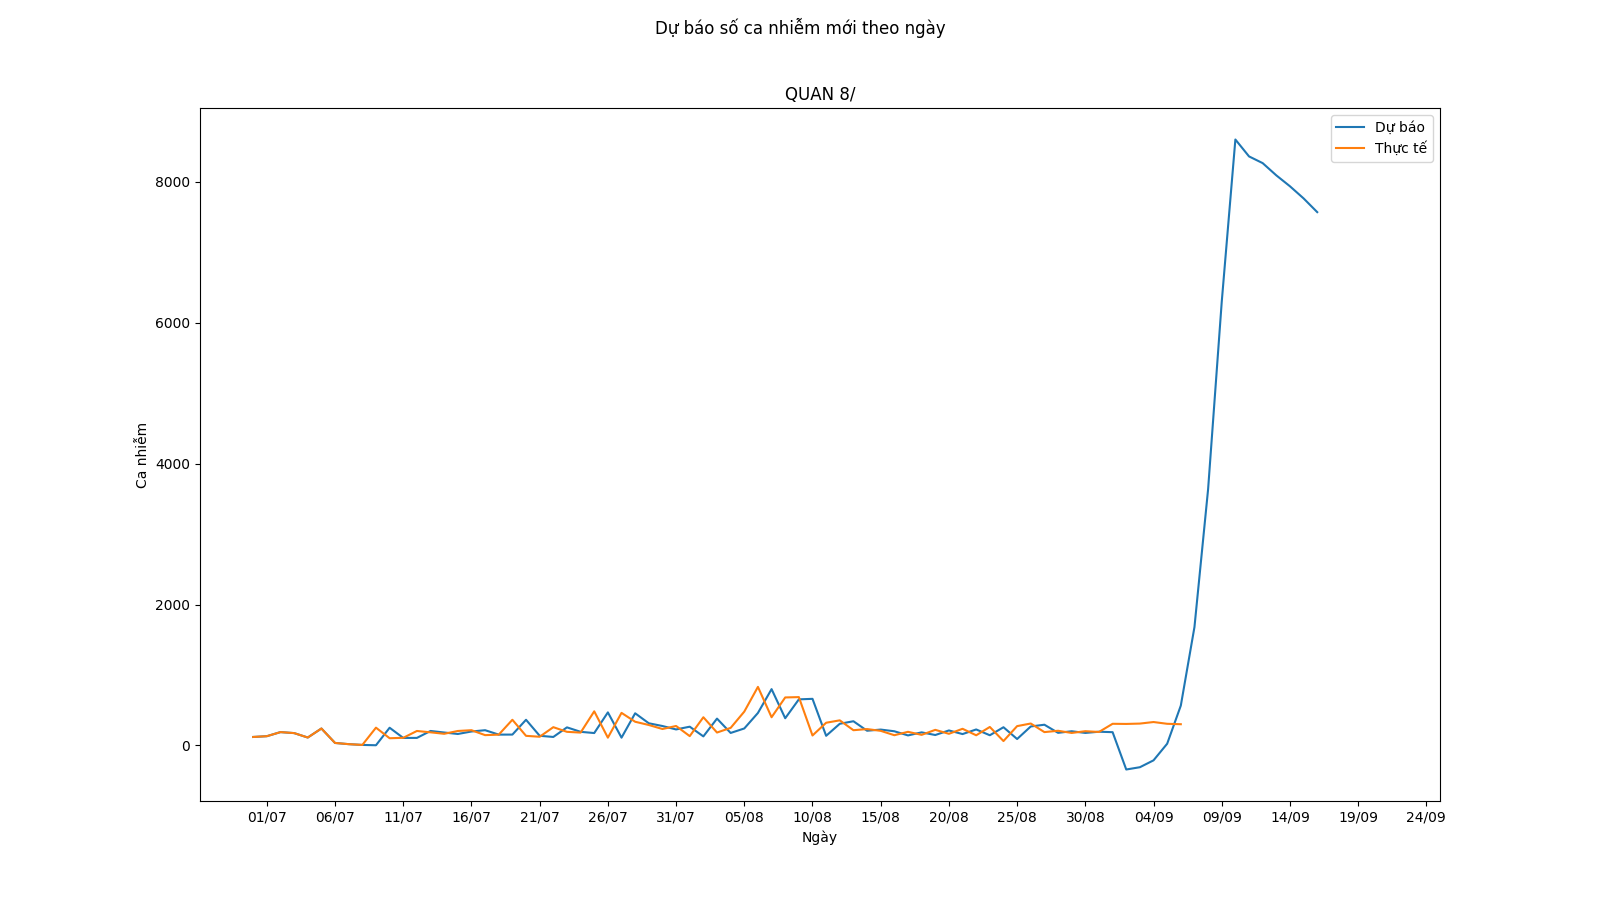 Dự báo số ca nhiễm mới theo ngày
QUAN 8/
Dự báo
Thực tế
8000
6000
4000
2000
0
Ca nhiễm
01/07 06/07 11/07 16/07 21/07 26/07 31/07 05/08 10/08 15/08 20/08 25/08 30/08 04/09 09/09 14/09 19/09 24/09
Ngày